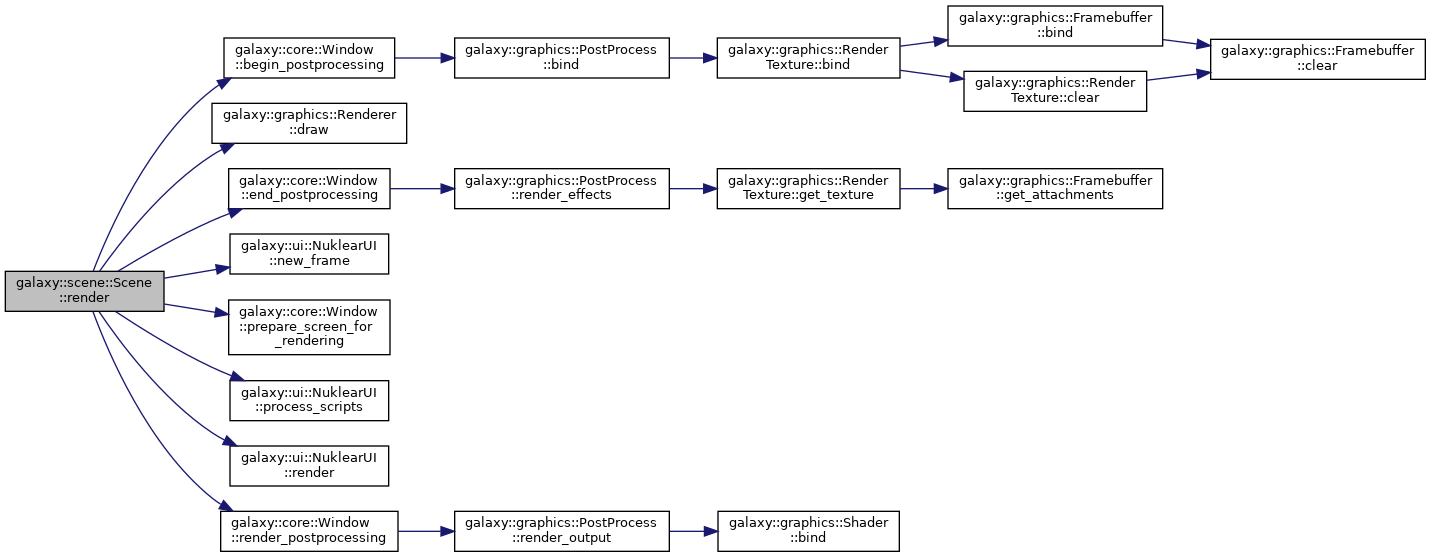 galaxy::scene::Scene
::render
galaxy::core::Window
::begin_postprocessing
galaxy::graphics::PostProcess
::bind
galaxy::graphics::Render
Texture::bind
galaxy::graphics::Framebuffer
::bind
galaxy::graphics::Framebuffer
::clear
galaxy::graphics::Render
Texture::clear
galaxy::graphics::Renderer
::draw
galaxy::core::Window
::end_postprocessing
galaxy::graphics::PostProcess
::render_effects
galaxy::graphics::Render
Texture::get_texture
galaxy::graphics::Framebuffer
::get_attachments
galaxy::ui::NuklearUI
::new_frame
galaxy::core::Window
::prepare_screen_for
_rendering
galaxy::ui::NuklearUI
::process_scripts
galaxy::ui::NuklearUI
::render
galaxy::core::Window
::render_postprocessing
galaxy::graphics::PostProcess
::render_output
galaxy::graphics::Shader
::bind